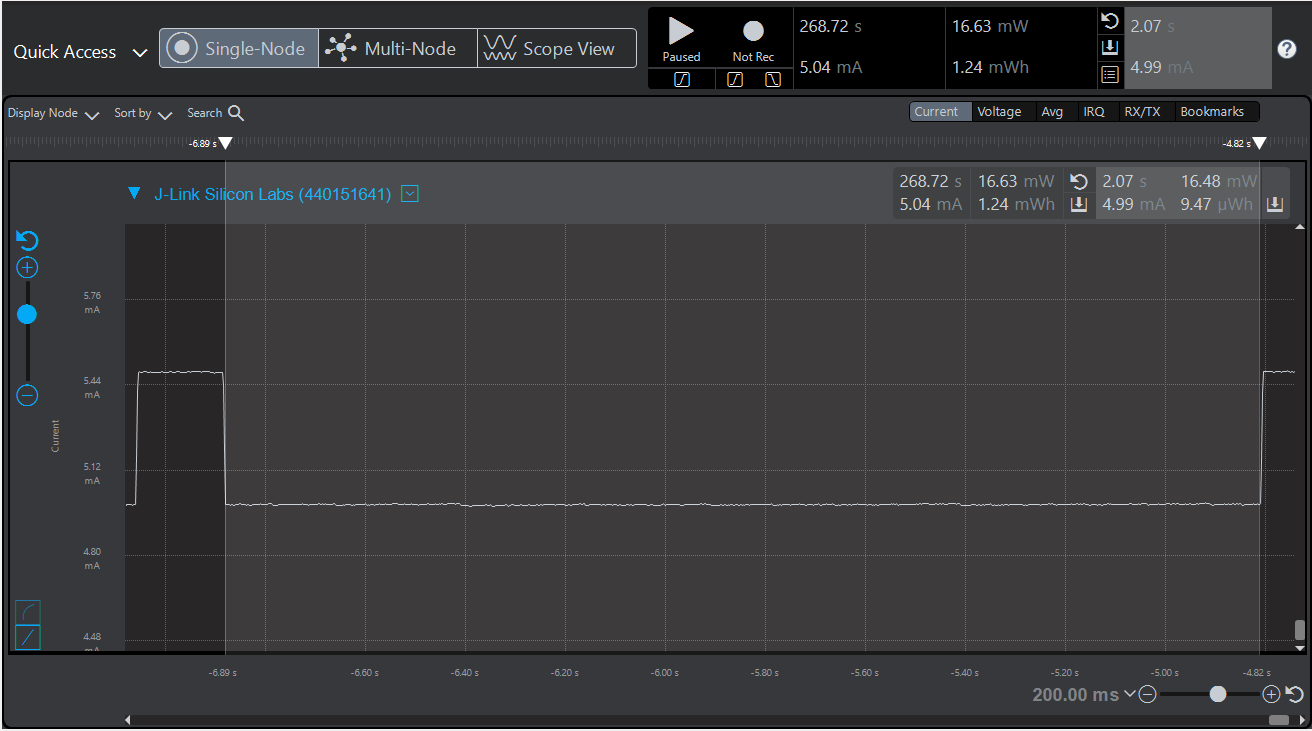 Quick Access
Single-Node
Multi-Node
Scope View
Paused
Not Rec
268.72 s
5.04 mA
16.63 mW
1.24 mWh
2.07 s
4.99 mA
?
Display Node
Sort by
Search
Current
Voltage
Avg
IRQ
RX/TX
Bookmarks
-6.89 s
-4.82 s
J-Link Silicon Labs (440151641)
268.72 s 16.63 mW 2.07 s 16.48 mW
5.04 mA 1.24 mWh 4.99 mA 9.47 µWh
5.76
mA
5.44
mA
Current
5.12
mA
4.80
mA
4.48
mA
-6.89 s -6.60 s -6.40 s -6.20 s -6.00 s -5.80 s -5.60 s -5.40 s -5.20 s -5.00 s -4.82 s
200.00 ms